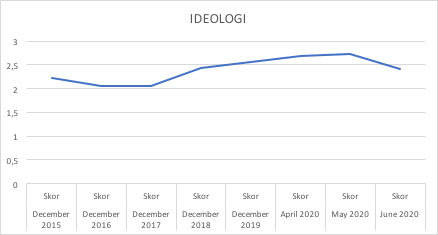 IDEOLOGI
3
2,5
2
1,5
1
0,5
0
Skor Skor Skor Skor Skor Skor Skor Skor
December 2015 December 2016 December 2017 December 2018 December 2019 April 2020 May 2020 June 2020